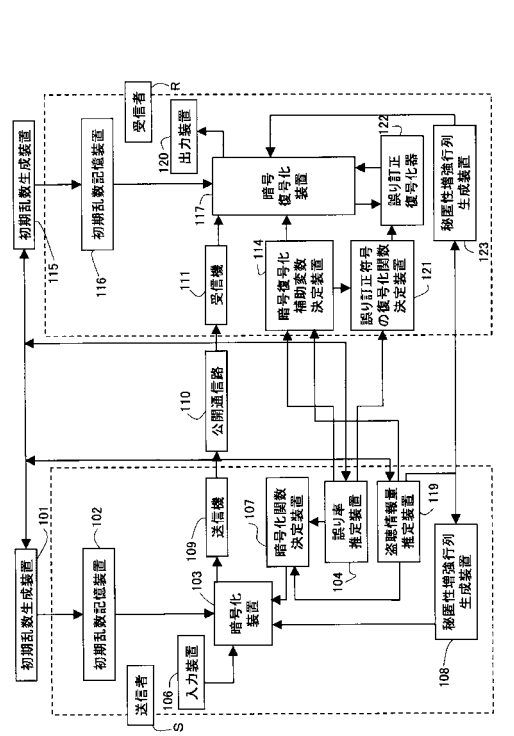 初期乱数生成装置
101
初期乱数記憶装置
102
送信者
S
入力装置
106
暗号化
装置
103
送信機
109
暗号化関数
決定装置
107
誤り率
推定装置
104
盗聴情報量
推定装置
119
秘匿性増強行列
生成装置
108
公開通信路
110
初期乱数生成装置
115
初期乱数記憶装置
116
受信者
R
出力装置
120
受信機
111
暗号
復号化
装置
117
暗号復号化
補助変数
決定装置
114
誤り訂正符号
の復号化関数
決定装置
121
誤り訂正
復号化器
122
秘匿性増強行列
生成装置
123